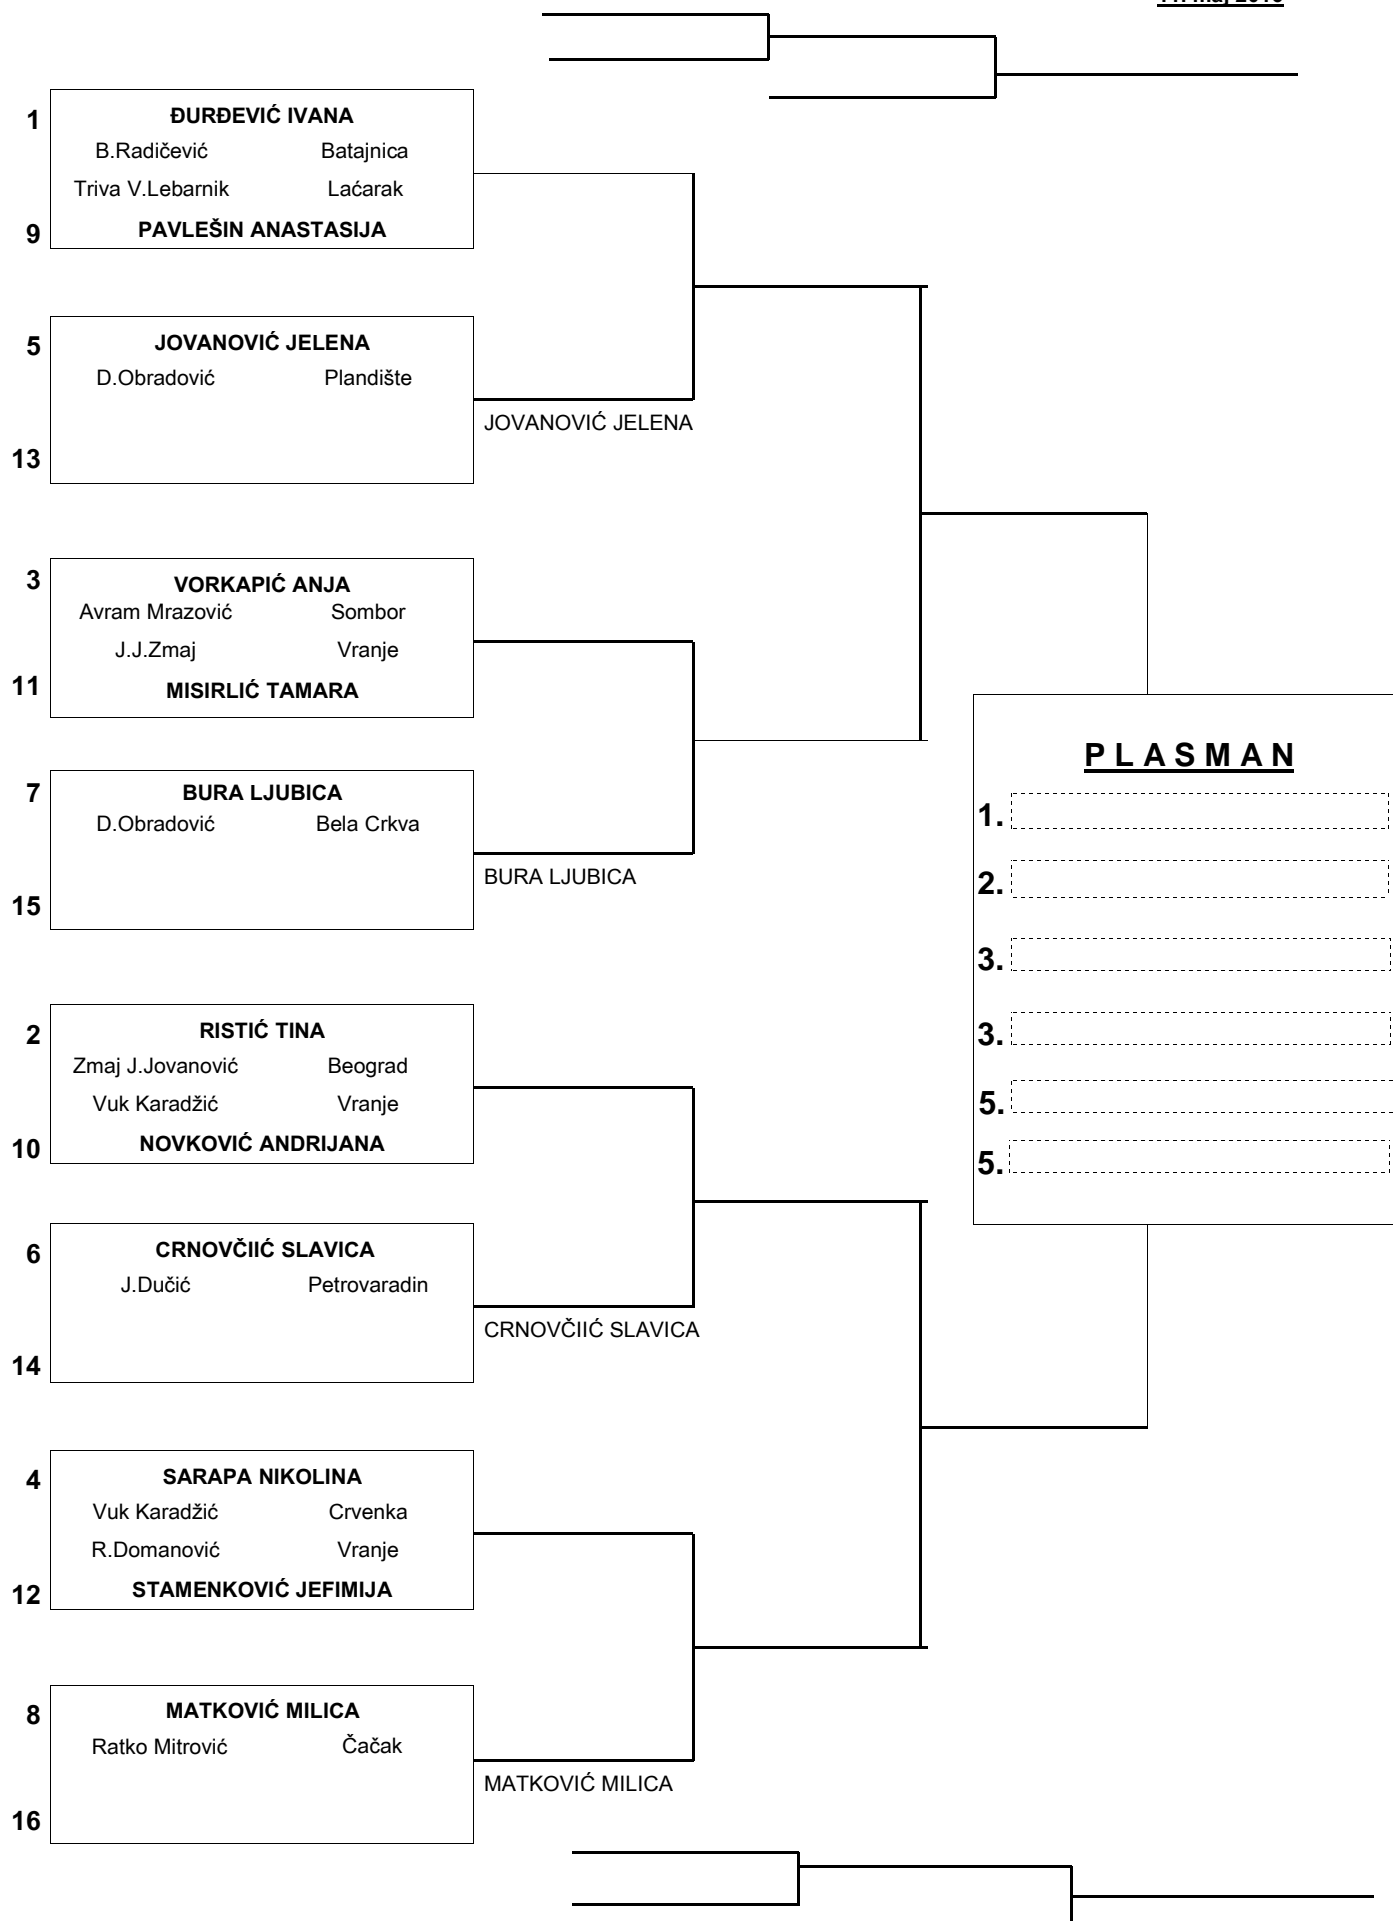 1 ĐURĐEVIĆ IVANA
B.Radičević Batajnica
Triva V.Lebarnik Laćarak
9 PAVLEŠIN ANASTASIJA
5 JOVANOVIĆ JELENA
D.Obradović Plandište
JOVANOVIĆ JELENA
13
3 VORKAPIĆ ANJA
Avram Mrazović Sombor
J.J.Zmaj Vranje
11 MISIRLIĆ TAMARA
7 BURA LJUBICA
D.Obradović Bela Crkva
BURA LJUBICA
15
2 RISTIĆ TINA
Zmaj J.Jovanović Beograd
Vuk Karadžić Vranje
10 NOVKOVIĆ ANDRIJANA
6 CRNOVČIIĆ SLAVICA
J.Dučić Petrovaradin
CRNOVČIIĆ SLAVICA
14
4 SARAPA NIKOLINA
Vuk Karadžić Crvenka
R.Domanović Vranje
12 STAMENKOVIĆ JEFIMIJA
8 MATKOVIĆ MILICA
Ratko Mitrović Čačak
MATKOVIĆ MILICA
16
P L A S M A N
1.
2.
3.
3.
5.
5.